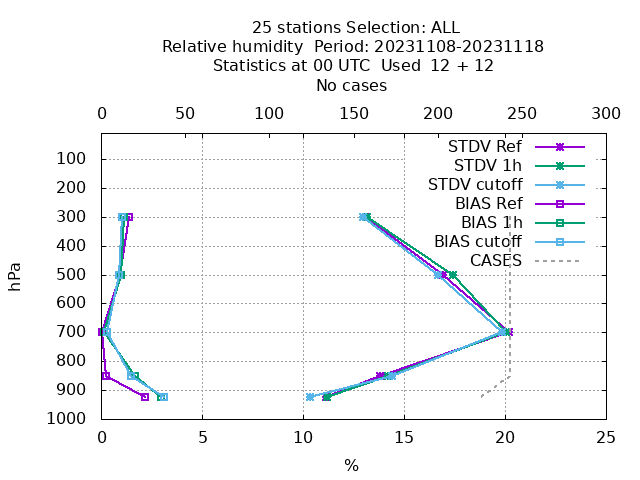 25 stations Selection: ALL
Relative humidity  Period: 20231108-20231118
Statistics at 00 UTC  Used  12 + 12
No cases
0 50 100 150 200 250 300
STDV Ref
STDV 1h
STDV cutoff
BIAS Ref
BIAS 1h
BIAS cutoff
CASES
100
200
300
400
500
600
700
800
900
1000
hPa
0 5 10 15 20 25
%